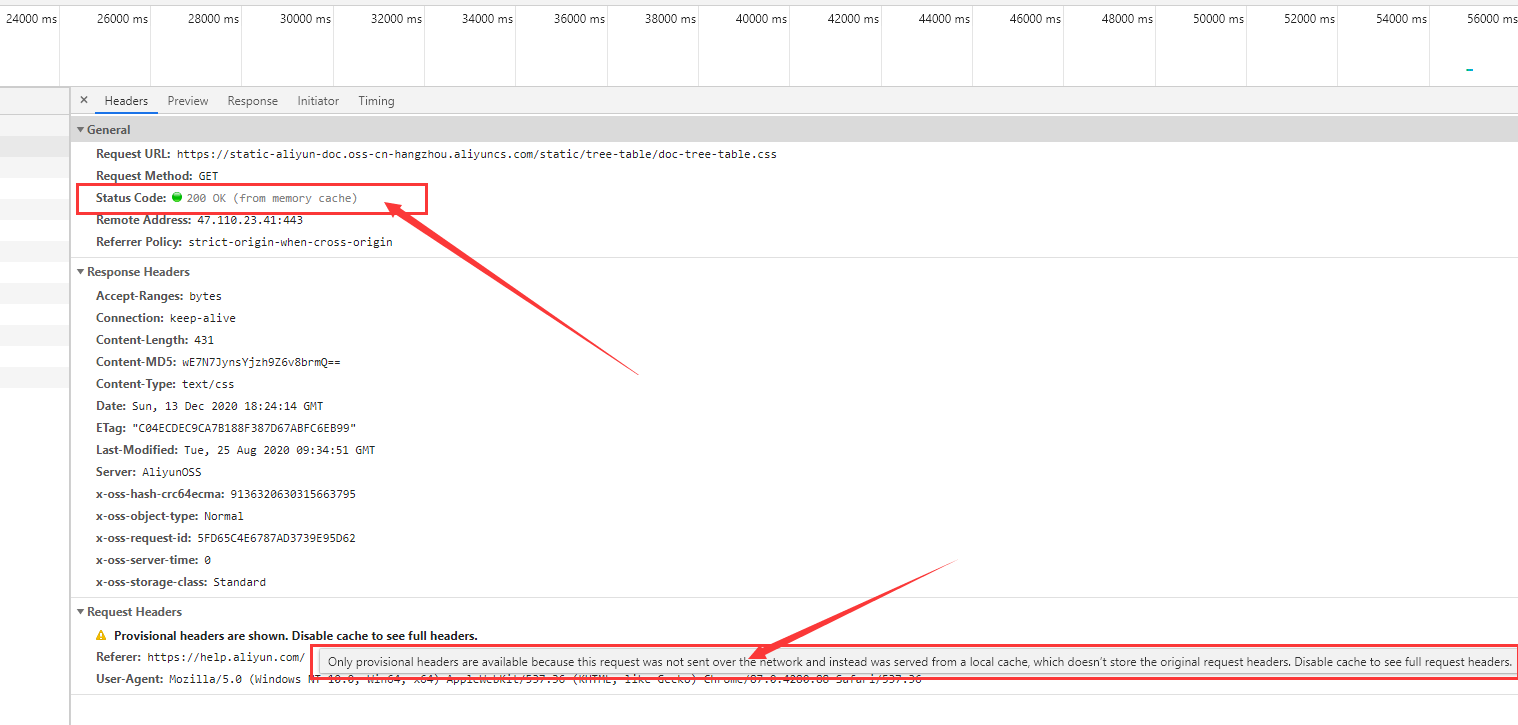 24000 ms 26000 ms 28000 ms 30000 ms 32000 ms 34000 ms 36000 ms 38000 ms 40000 ms 42000 ms 44000 ms 46000 ms 48000 ms 50000 ms 52000 ms 54000 ms 56000 ms
× Headers Preview Response Initiator Timing
General
Request URL: https://static-aliyun-doc.oss-cn-hangzhou.aliyuncs.com/static/tree-table/doc-tree-table.css
Request Method: GET
Status Code: 200 OK (from memory cache)
Remote Address: 47.110.23.41:443
Referrer Policy: strict-origin-when-cross-origin
Response Headers
Accept-Ranges: bytes
Connection: keep-alive
Content-Length: 431
Content-MD5: wE7N7JynsYjzh9Z6v8brmQ==
Content-Type: text/css
Date: Sun, 13 Dec 2020 18:24:14 GMT
ETag: "C04ECDEC9CA7B188F387D67ABFC6EB99"
Last-Modified: Tue, 25 Aug 2020 09:34:51 GMT
Server: AliyunOSS
x-oss-hash-crc64ecma: 9136320630315663795
x-oss-object-type: Normal
x-oss-request-id: 5FD65C4E6787AD3739E95D62
x-oss-server-time: 0
x-oss-storage-class: Standard
Request Headers
Provisional headers are shown. Disable cache to see full headers.
Referer: https://help.aliyun.com/
Only provisional headers are available because this request was not sent over the network and instead was served from a local cache, which doesn't store the original request headers. Disable cache to see full request headers.
User-Agent: Mozilla/5.0 (Windows NT 10.0; Win64; x64) AppleWebKit/537.36 (KHTML, like Gecko) Chrome/87.0.4280.88 Safari/537.36